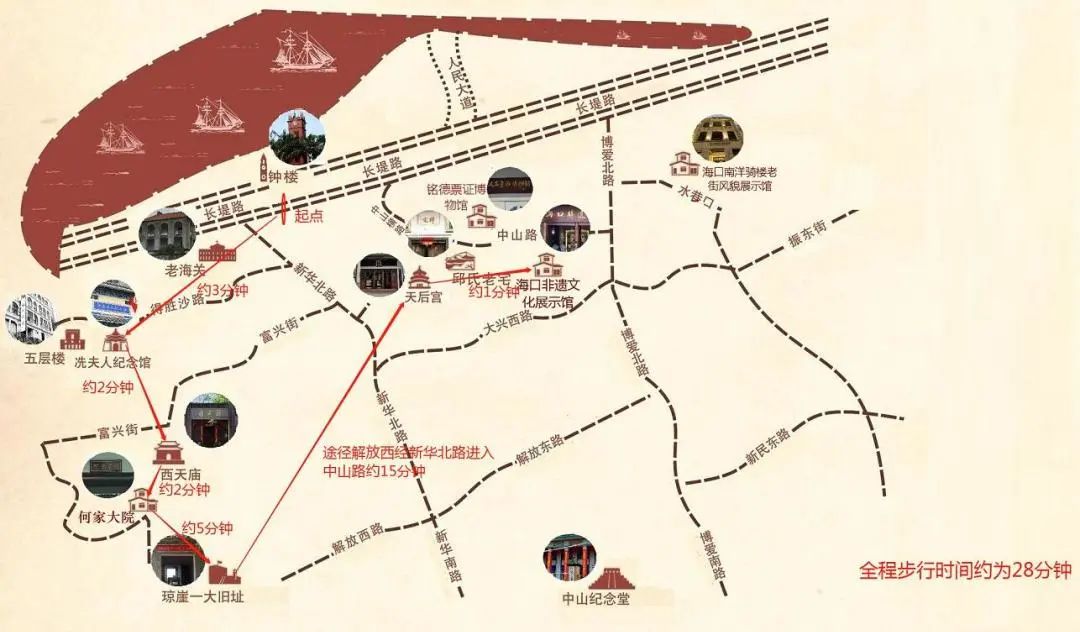 人民大道
长堤路
博爱北路
钟楼
长堤路
海口南洋骑楼老
街风貌展示馆
铭德票证博
物馆
水巷口
长堤路
起点
中山路
振东街
老海关
约3分钟
新华北路
天后宫
邱氏老宅
约1分钟
海口非遗文
化展示馆
得胜沙路
富兴街
大兴西路
博爱北路
五层楼
冼夫人纪念馆
约2分钟
新华北路
富兴街
途径解放西经新华北路进入
中山路约15分钟
解放东路
新民东路
西天庙
约2分钟
何家大院
约5分钟
解放西路
新华南路
博爱南路
琼崖一大旧址
中山纪念堂
全程步行时间约为28分钟